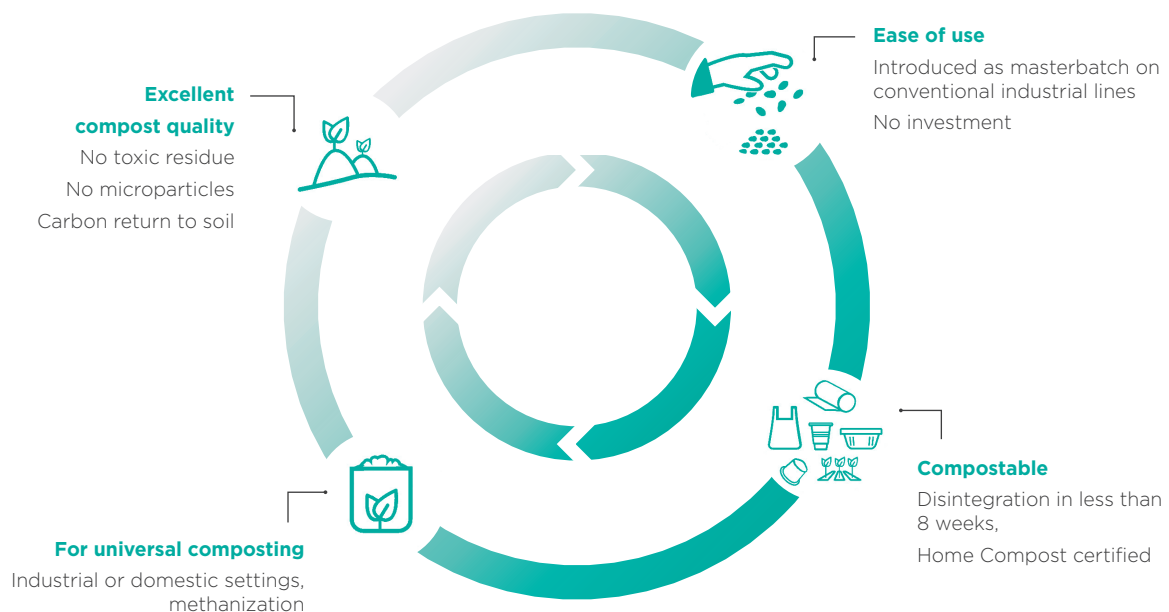 Ease of use
Introduced as masterbatch on
conventional industrial lines
No investment
Excellent
compost quality
No toxic residue
No microparticles
Carbon return to soil
Compostable
Disintegration in less than
8 weeks,
Home Compost certified
For universal composting
Industrial or domestic settings,
methanization